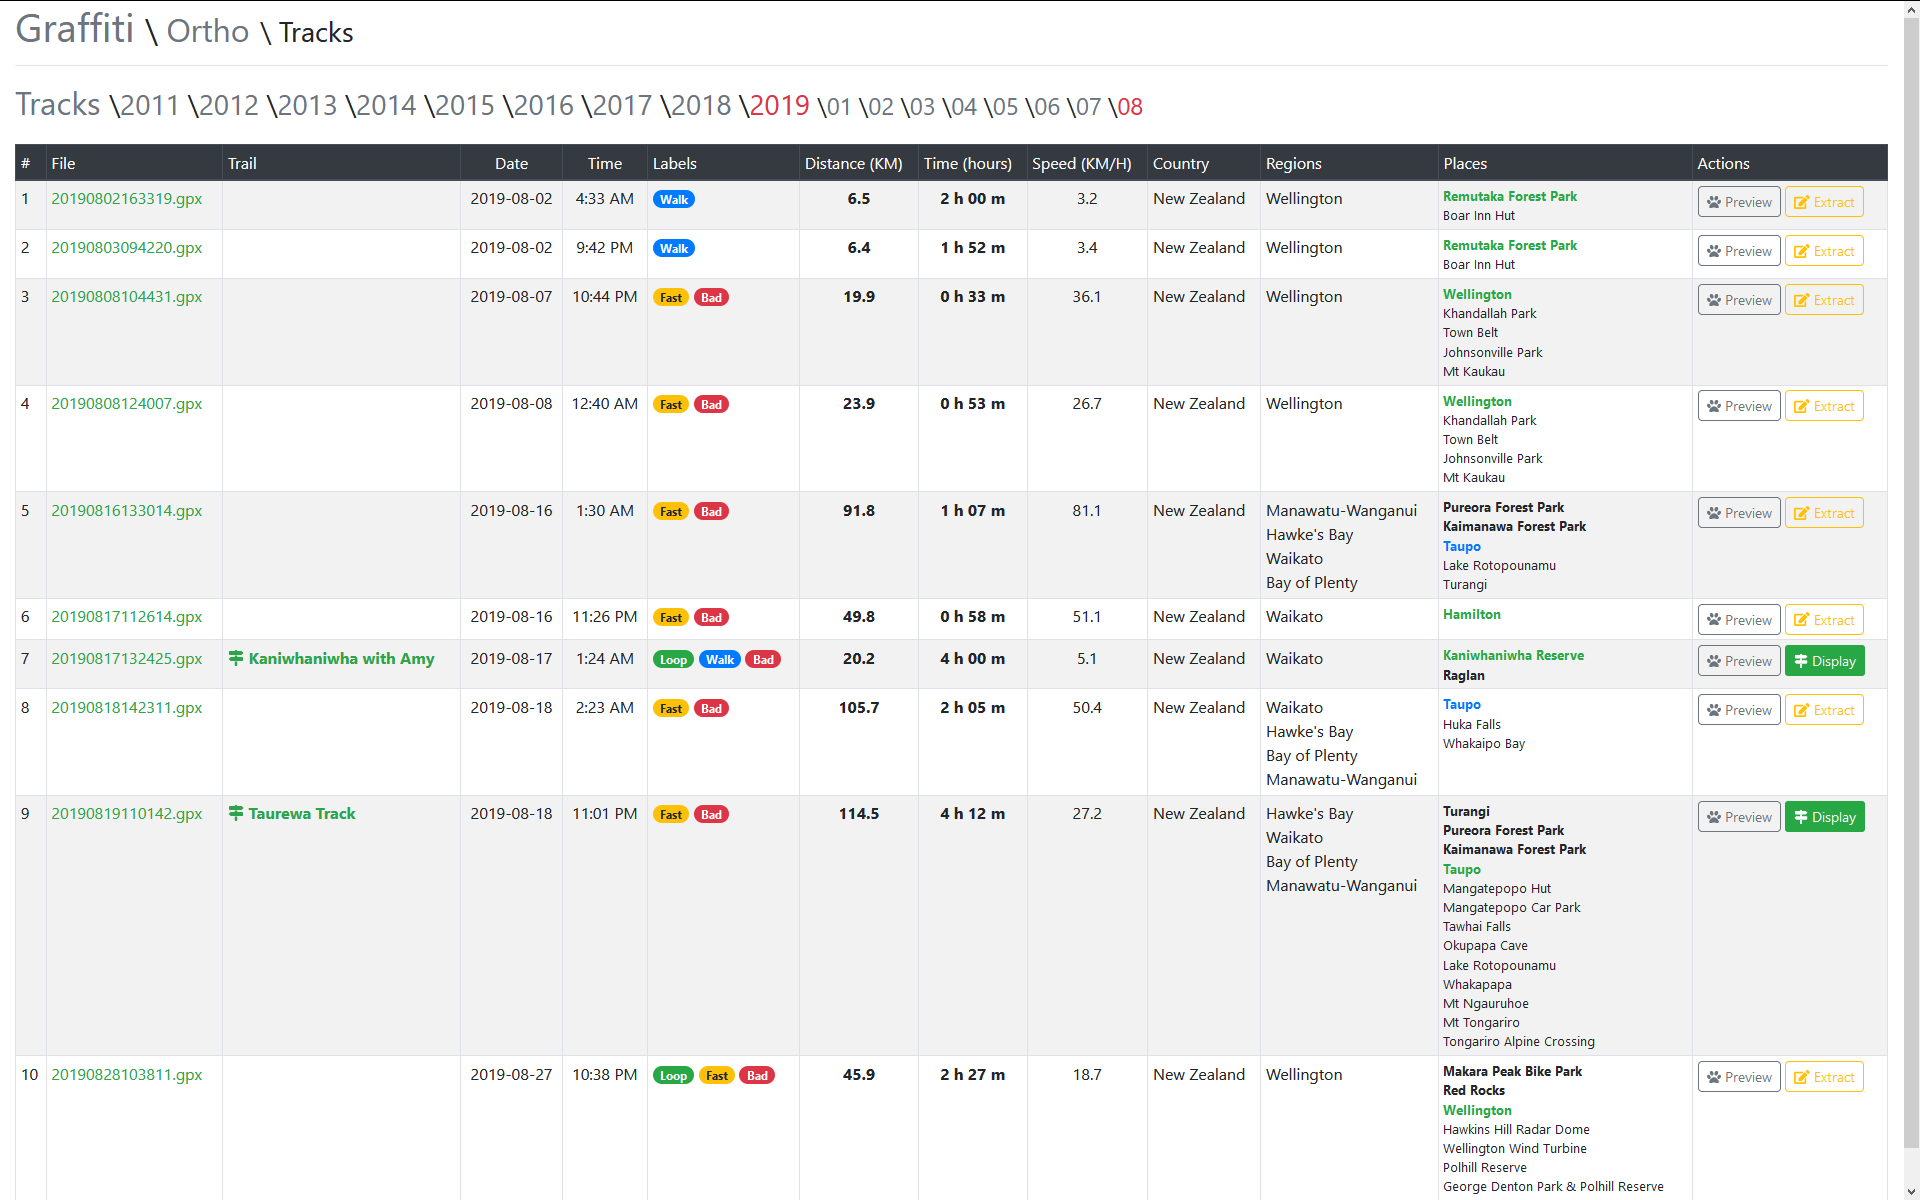 Graffiti \ Ortho \ Tracks
Tracks \2011 \2012 \2013 \2014 \2015 \2016 \2017 \2018 \2019 \01 \02 \03 \04 \05 \06 \07 \08
# File Trail Date Time Labels Distance (KM) Time (hours) Speed (KM/H) Country Regions Places Actions
1 20190802163319.gpx 2019-08-02 4:33 AM Walk 6.5 2 h 00 m 3.2 New Zealand Wellington Remutaka Forest Park Preview Extract
Boar Inn Hut
2 20190803094220.gpx 2019-08-02 9:42 PM Walk 6.4 1 h 52 m 3.4 New Zealand Wellington Remutaka Forest Park Preview Extract
Boar Inn Hut
3 20190808104431.gpx 2019-08-07 10:44 PM Fast Bad 19.9 0 h 33 m 36.1 New Zealand Wellington Wellington Preview Extract
Khandallah Park
Town Belt
Johnsonville Park
Mt Kaukau
4 20190808124007.gpx 2019-08-08 12:40 AM Fast Bad 23.9 0 h 53 m 26.7 New Zealand Wellington Wellington Preview Extract
Khandallah Park
Town Belt
Johnsonville Park
Mt Kaukau
5 20190816133014.gpx 2019-08-16 1:30 AM Fast Bad 91.8 1 h 07 m 81.1 New Zealand Manawatu-Wanganui Pureora Forest Park Preview Extract
Hawke's Bay Kaimanawa Forest Park
Waikato Taupo
Bay of Plenty Lake Rotopounamu
Turangi
6 20190817112614.gpx 2019-08-16 11:26 PM Fast Bad 49.8 0 h 58 m 51.1 New Zealand Waikato Hamilton Preview Extract
7 20190817132425.gpx Kaniwhaniwha with Amy 2019-08-17 1:24 AM Loop Walk Bad 20.2 4 h 00 m 5.1 New Zealand Waikato Kaniwhaniwha Reserve Preview Display
Raglan
8 20190818142311.gpx 2019-08-18 2:23 AM Fast Bad 105.7 2 h 05 m 50.4 New Zealand Waikato Taupo Preview Extract
Hawke's Bay Huka Falls
Bay of Plenty Whakaipo Bay
Manawatu-Wanganui
9 20190819110142.gpx Taurewa Track 2019-08-18 11:01 PM Fast Bad 114.5 4 h 12 m 27.2 New Zealand Hawke's Bay Turangi Preview Display
Waikato Pureora Forest Park
Bay of Plenty Kaimanawa Forest Park
Manawatu-Wanganui Taupo
Mangatepopo Hut
Mangatepopo Car Park
Tawhai Falls
Okupapa Cave
Lake Rotopounamu
Whakapapa
Mt Ngauruhoe
Mt Tongariro
Tongariro Alpine Crossing
10 20190828103811.gpx 2019-08-27 10:38 PM Loop Fast Bad 45.9 2 h 27 m 18.7 New Zealand Wellington Makara Peak Bike Park Preview Extract
Red Rocks
Wellington
Hawkins Hill Radar Dome
Wellington Wind Turbine
Polhill Reserve
George Denton Park & Polhill Reserve